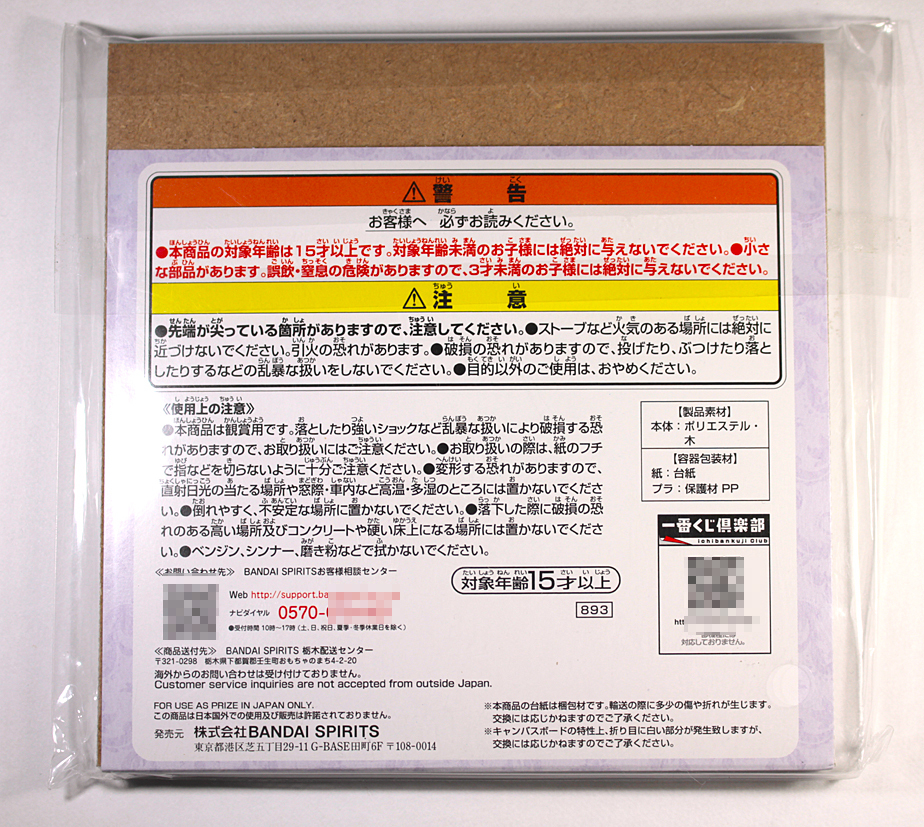 ⚠警告
お客様へ 必ずお読みください。
●本商品の対象年齢は15才以上です。対象年齢未満のお子様には絶対に与えないでください。●小さ
な部品があります。誤飲・窒息の危険がありますので、3才未満のお子様には絶対に与えないでください。
⚠注意
●先端が尖っている箇所がありますので、注意してください。●ストーブなど火気のある場所には絶対に
近づけないでください。引火の恐れがあります。●破損の恐れがありますので、投げたり、ぶつけたり落と
したりするなどの乱暴な扱いをしないでください。●目的以外のご使用は、おやめください。
《使用上の注意》
●本商品は観賞用です。落としたり強いショックなど乱暴な扱いにより破損する恐
れがありますので、お取り扱いにはご注意ください。●お取り扱いの際は、紙のフチ
で指などを切らないように十分ご注意ください。●変形する恐れがありますので、
直射日光の当たる場所や窓際・車内など高温・多湿のところには置かないでくださ
い。●倒れやすく、不安定な場所に置かないでください。●落下した際に破損の恐
れのある高い場所及びコンクリートや硬い床上になる場所には置かないでくださ
い。●ベンジン、シンナー、磨き粉などで拭かないでください。
【製品素材】
本体：ポリエステル・
木
【容器包装材】
紙：台紙
プラ：保護材 PP
一番くじ倶楽部
ichibankuji Club
htt
対応しておりません。
≪お問い合わせ先≫ BANDAI SPIRITSお客様相談センター
Web http://support.ba
ナビダイヤル 0570-
●受付時間 10時～17時(土、日、祝日、夏季・冬季休業日を除く)
対象年齢15才以上
893
≪商品送付先≫ BANDAI SPIRITS 栃木配送センター
〒321-0298 栃木県下都賀郡壬生町おもちゃのまち4-2-20
海外からのお問い合わせは受け付けておりません。
Customer service inquiries are not accepted from outside Japan.
FOR USE AS PRIZE IN JAPAN ONLY.
この商品は日本国外での使用及び販売は許諾されておりません。
発売元 株式会社BANDAI SPIRITS
東京都港区芝五丁目29-11 G-BASE田町6F 〒108-0014
※本商品の台紙は梱包材です。輸送の際に多少の傷や折れが生じます。
交換には応じかねますのでご了承ください。
※キャンバスボードの特性上、折り目に白い部分が発生致しますが、
交換には応じかねますのでご了承ください。